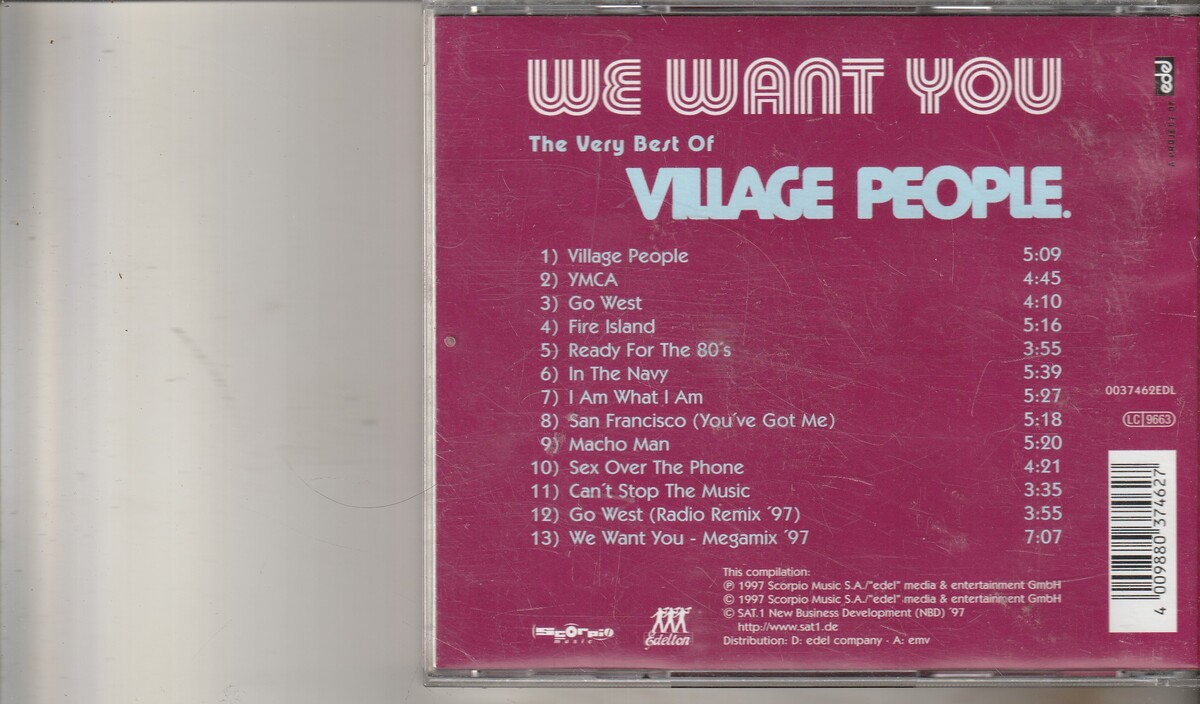 WE WANT YOU
The Very Best Of
VILLAGE PEOPLE.
1) Village People 5:09
2) YMCA 4:45
3) Go West 4:10
4) Fire Island 5:16
5) Ready For The 80´s 3:55
6) In The Navy 5:39
7) I Am What I Am 5:27
8) San Francisco (You´ve Got Me) 5:18
9) Macho Man 5:20
10) Sex Over The Phone 4:21
11) Can´t Stop The Music 3:35
12) Go West (Radio Remix ´97) 3:55
13) We Want You - Megamix ´97 7:07
This compilation:
℗ 1997 Scorpio Music S.A./"edel" media & entertainment GmbH
© 1997 Scorpio Music S.A./"edel" media & entertainment GmbH
© SAT.1 New Business Development (NBD) ´97
http://www.sat1.de
Distribution: D: edel company - A: emv
Scorpio
music
Edelton
A PROJECT OF edel
0037462EDL
LC 9663
4 009880 374627